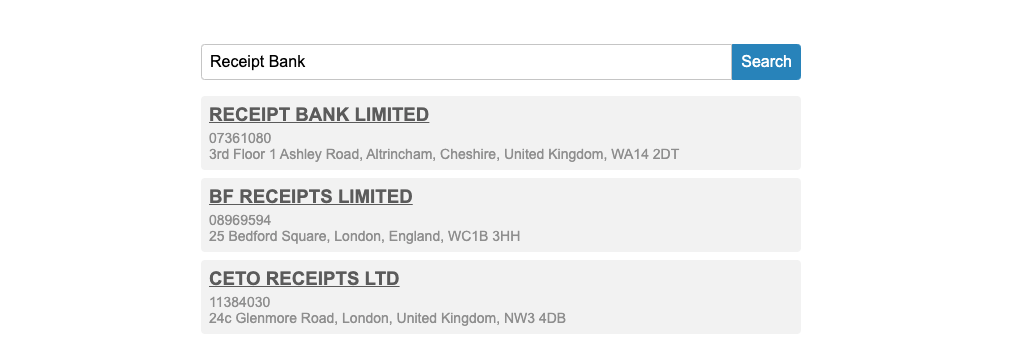 Receipt Bank Search
RECEIPT BANK LIMITED
07361080
3rd Floor 1 Ashley Road, Altrincham, Cheshire, United Kingdom, WA14 2DT
BF RECEIPTS LIMITED
08969594
25 Bedford Square, London, England, WC1B 3HH
CETO RECEIPTS LTD
11384030
24c Glenmore Road, London, United Kingdom, NW3 4DB